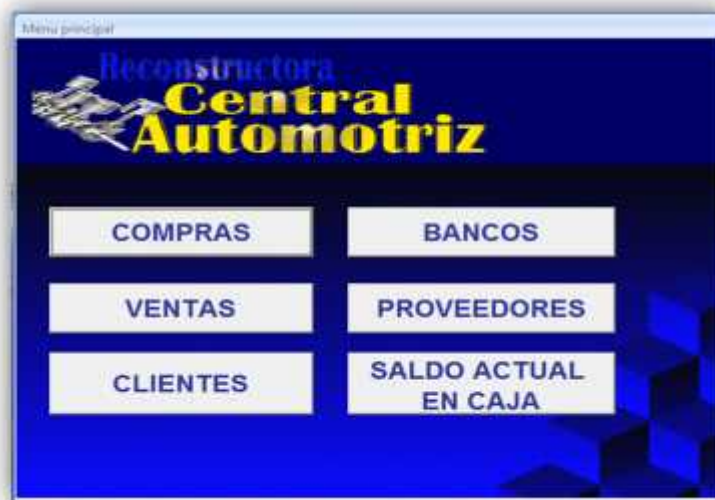 Menu principal
Reconstructora
Central
Automotriz
COMPRAS
BANCOS
VENTAS
PROVEEDORES
CLIENTES
SALDO ACTUAL
EN CAJA